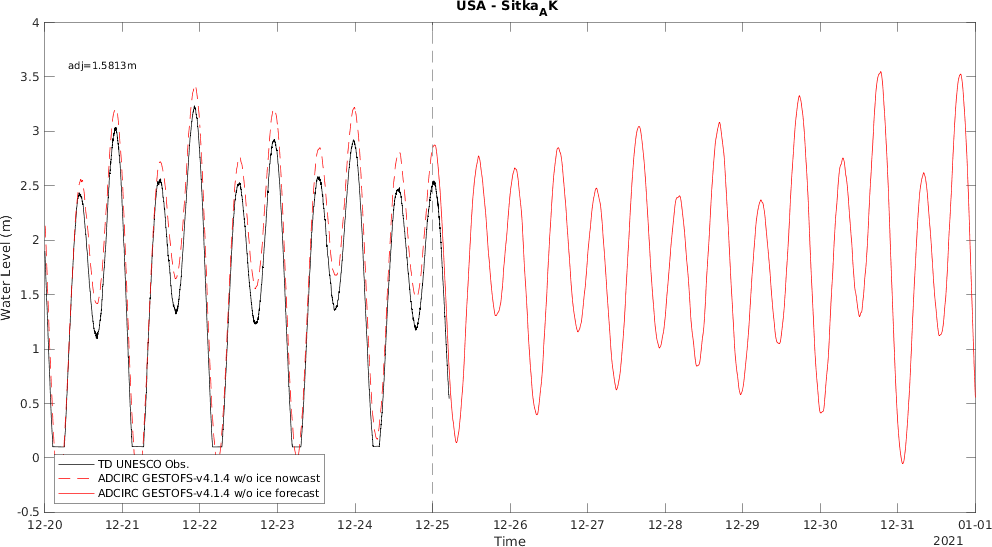 USA - Sitka_AK
4
adj=1.5813m
3.5
3
2.5
2
1.5
1
0.5
0
-0.5
Water Level (m)
TD UNESCO Obs.
ADCIRC GESTOFS-v4.1.4 w/o ice nowcast
ADCIRC GESTOFS-v4.1.4 w/o ice forecast
12-20 12-21 12-22 12-23 12-24 12-25 12-26 12-27 12-28 12-29 12-30 12-31 01-01
Time
2021